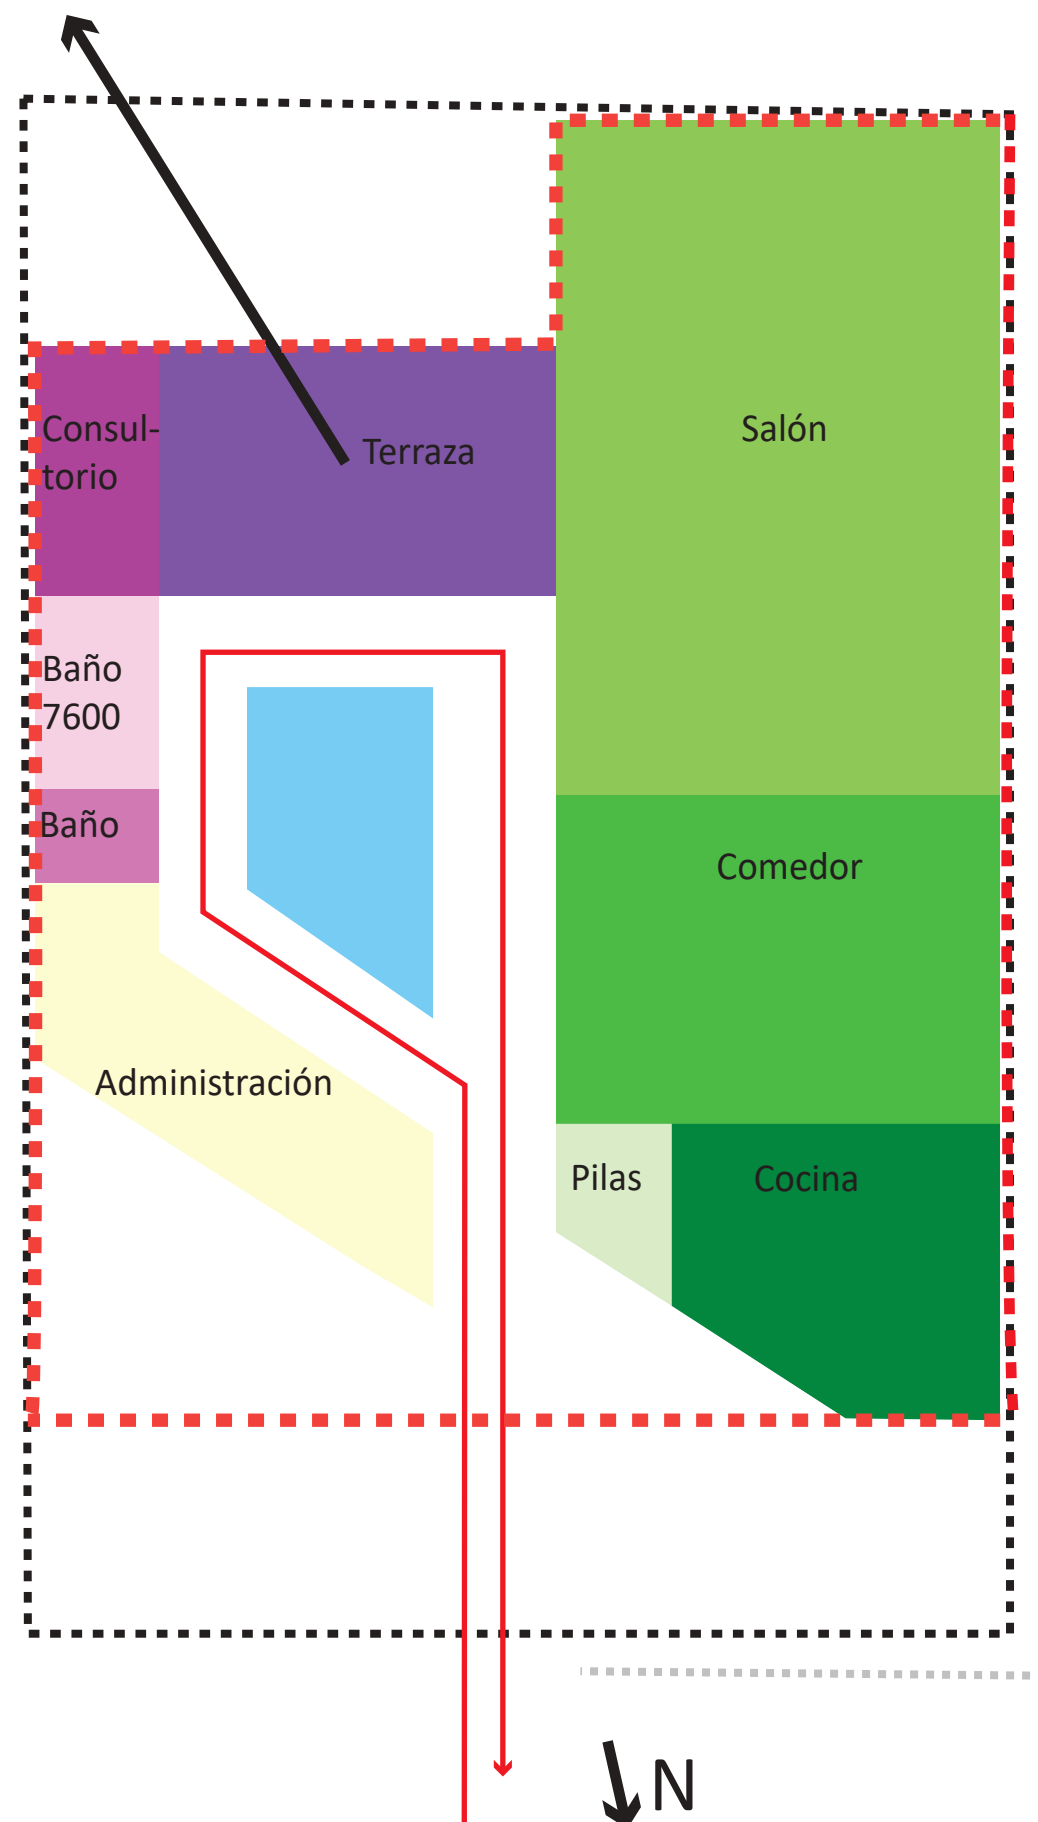 Consul-
torio
Terraza
Salón
Baño
7600
Baño
Comedor
Administración
Pilas
Cocina
N